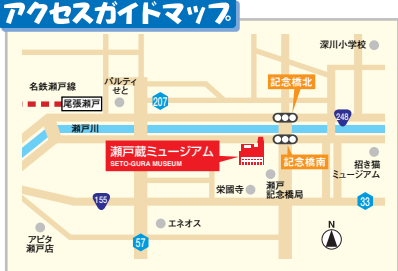 アクセスガイドマップ
深川小学校
名鉄瀬戸線
パルティ
せと
記念橋北
尾張瀬戸
207
248
瀬戸川
瀬戸蔵ミュージアム
SETO-GURA MUSEUM
記念橋南
招き猫
ミュージアム
栄國寺
瀬戸
記念橋局
155
33
エネオス
アピタ
瀬戸店
57
N